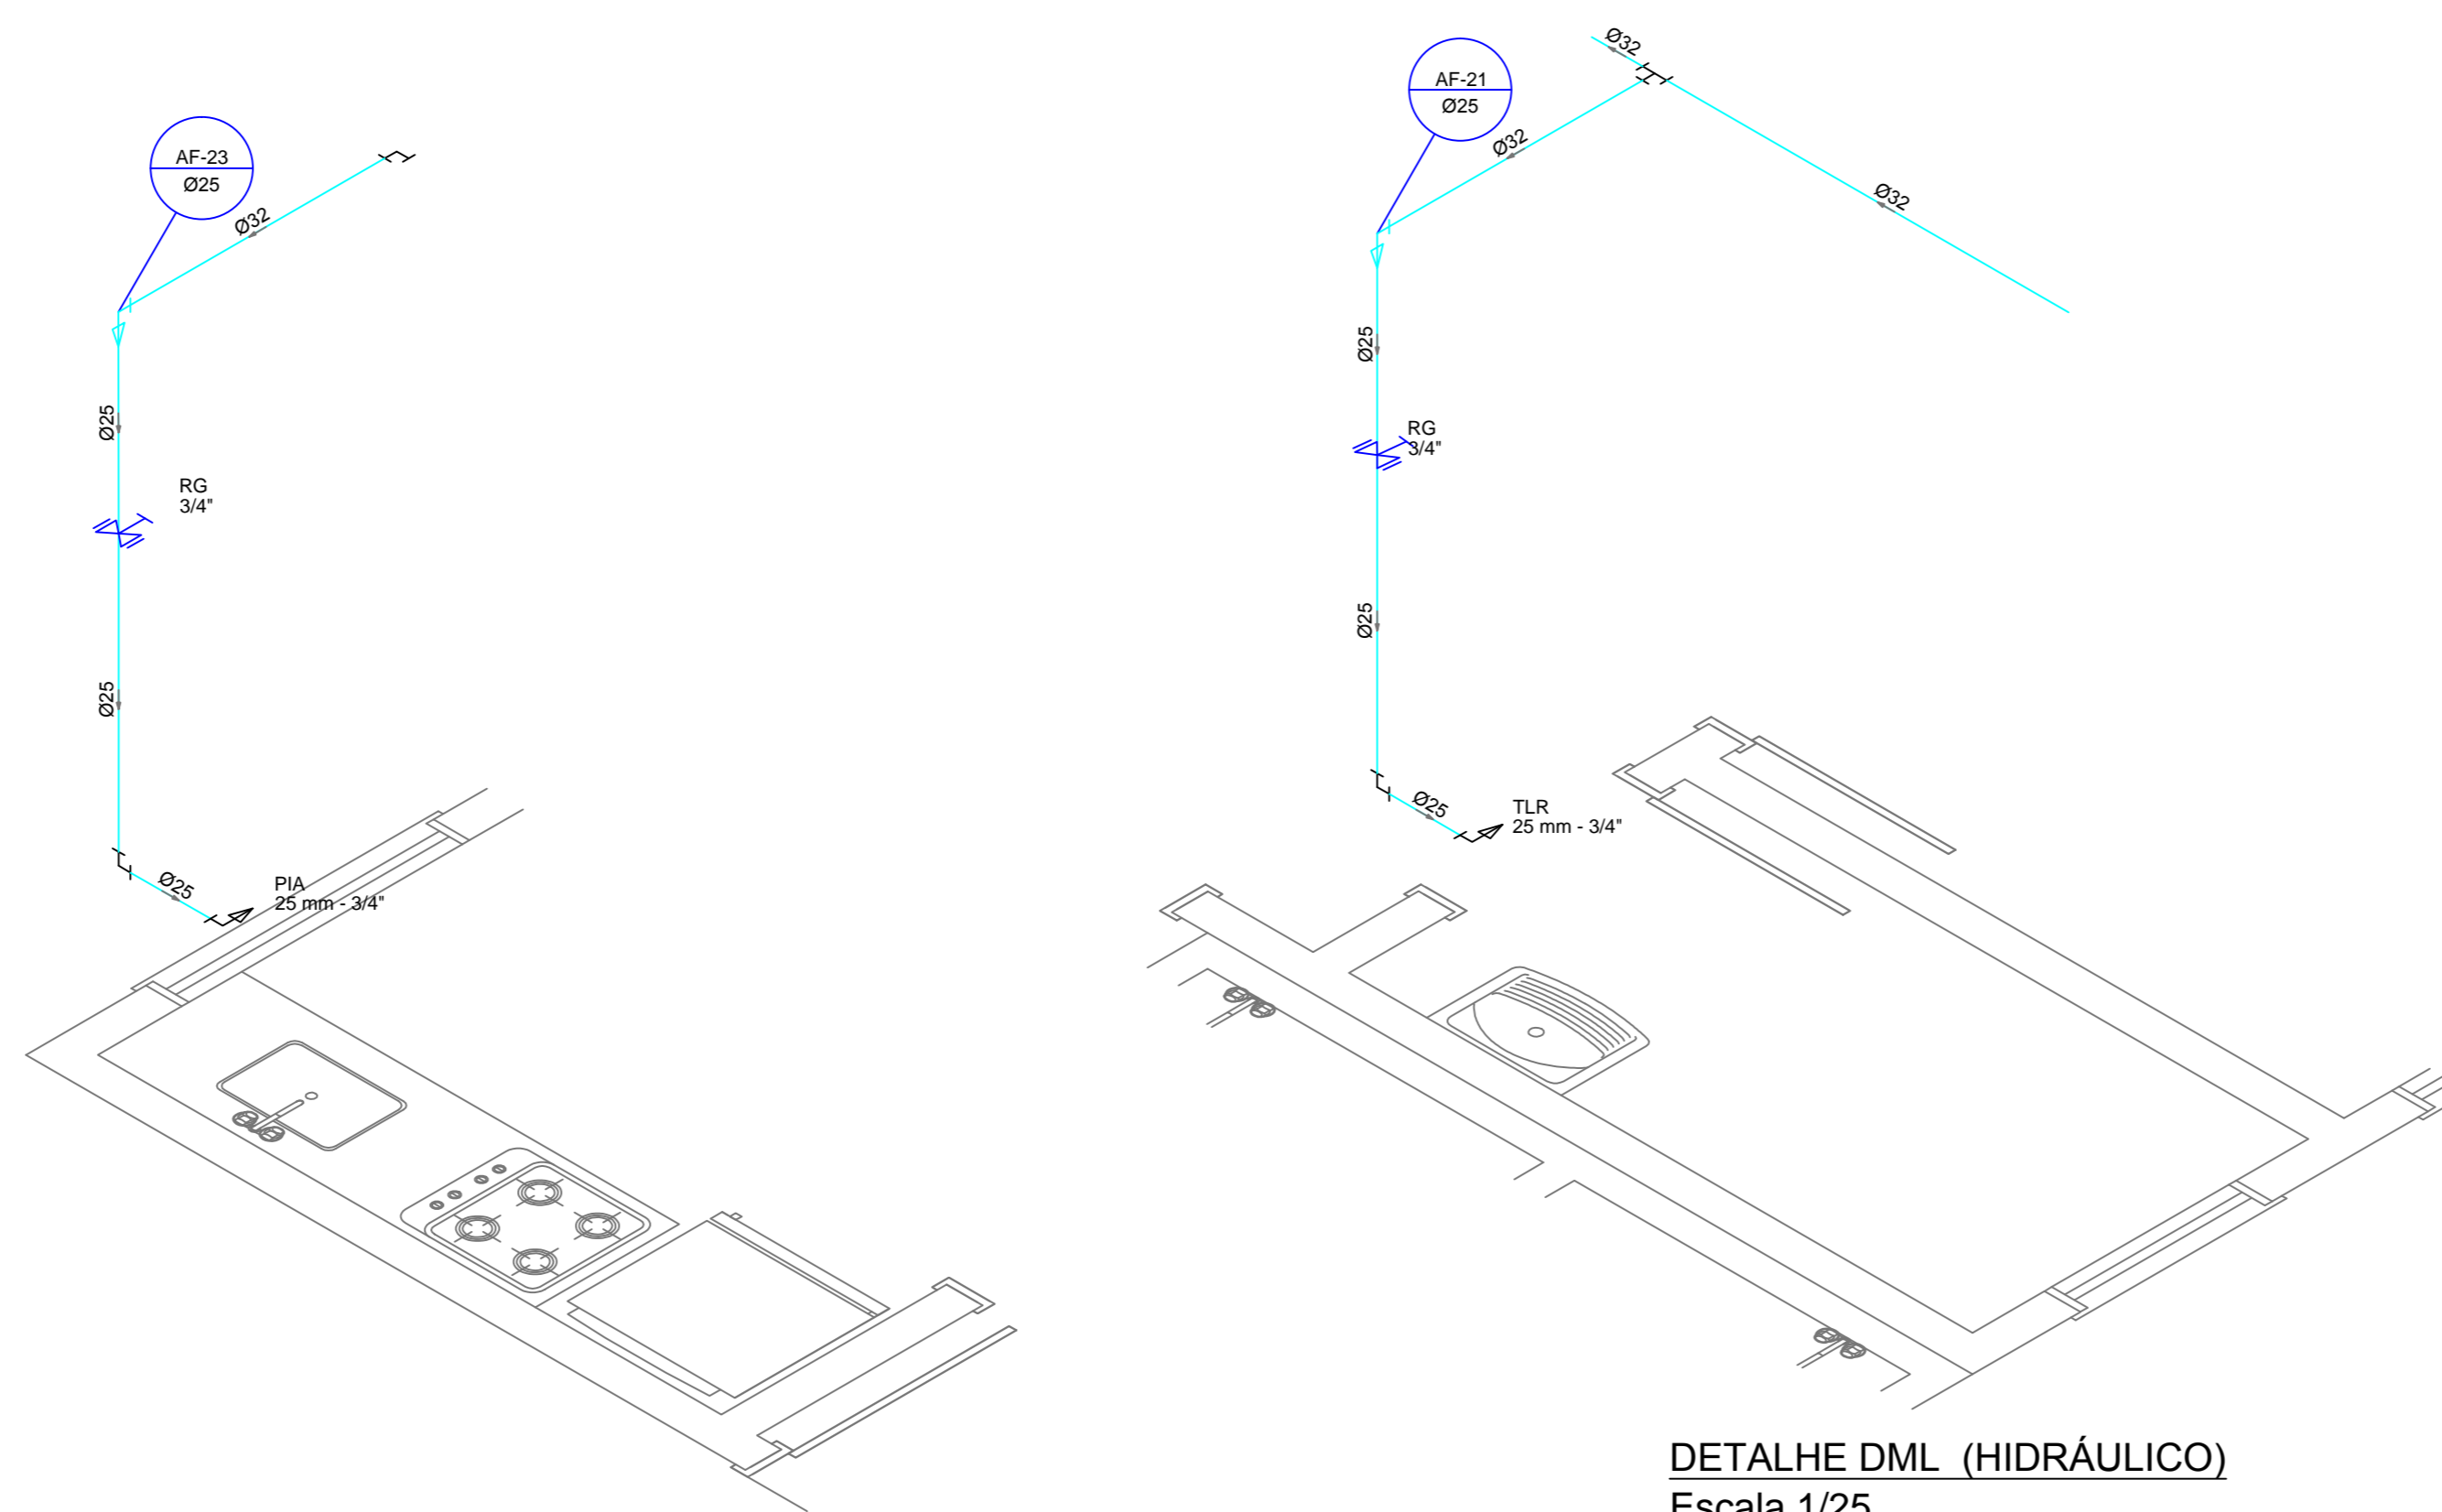 AF-23
Ø25
Ø32
Ø25
RG
3/4"
Ø25
Ø25
PIA
25 mm - 3/4"
Ø32
AF-21
Ø25
Ø32
Ø32
Ø25
RG
3/4"
Ø25
Ø25
TLR
25 mm - 3/4"
DETALHE DML (HIDRÁULICO)
Escala 1/25